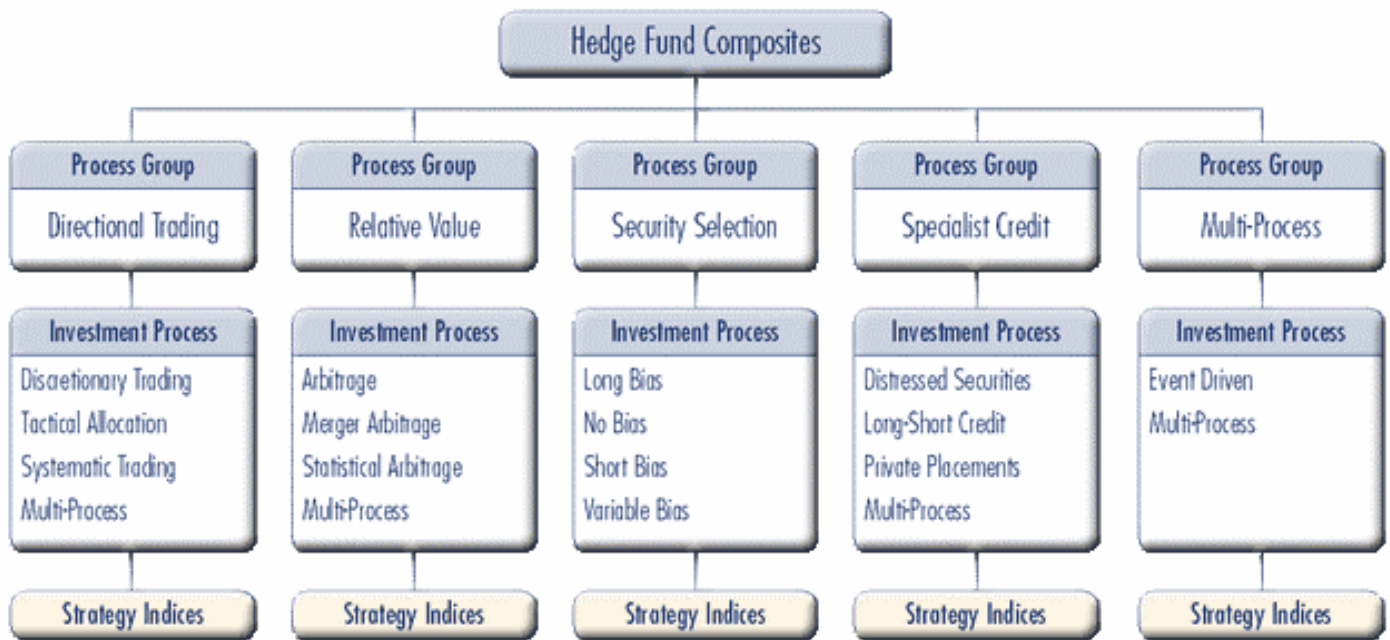 Hedge Fund Composites
Process Group
Directional Trading
Investment Process
Discretionary Trading
Tactical Allocation
Systematic Trading
Multi-Process
Strategy Indices
Process Group
Relative Value
Investment Process
Arbitrage
Merger Arbitrage
Statistical Arbitrage
Multi-Process
Strategy Indices
Process Group
Security Selection
Investment Process
Long Bias
No Bias
Short Bias
Variable Bias
Strategy Indices
Process Group
Specialist Credit
Investment Process
Distressed Securities
Long-Short Credit
Private Placements
Multi-Process
Strategy Indices
Process Group
Multi-Process
Investment Process
Event Driven
Multi-Process
Strategy Indices